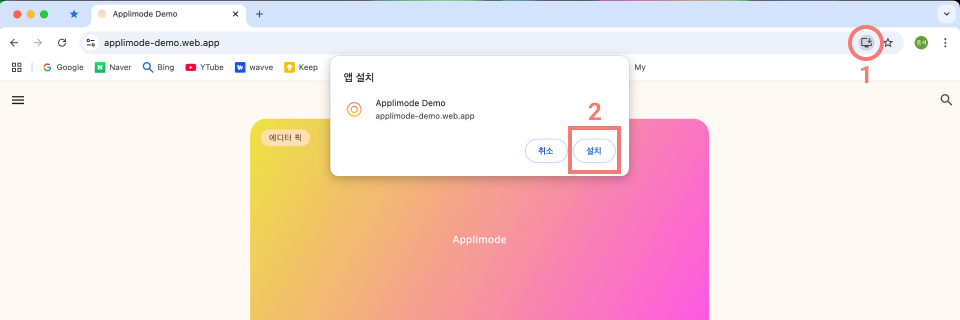 Applimode Demo
applimode-demo.web.app
1
Google
Naver
Bing
YTube
wavve
Keep
My
앱 설치
Applimode Demo
applimode-demo.web.app
2
취소
설치
에디터 픽
Applimode